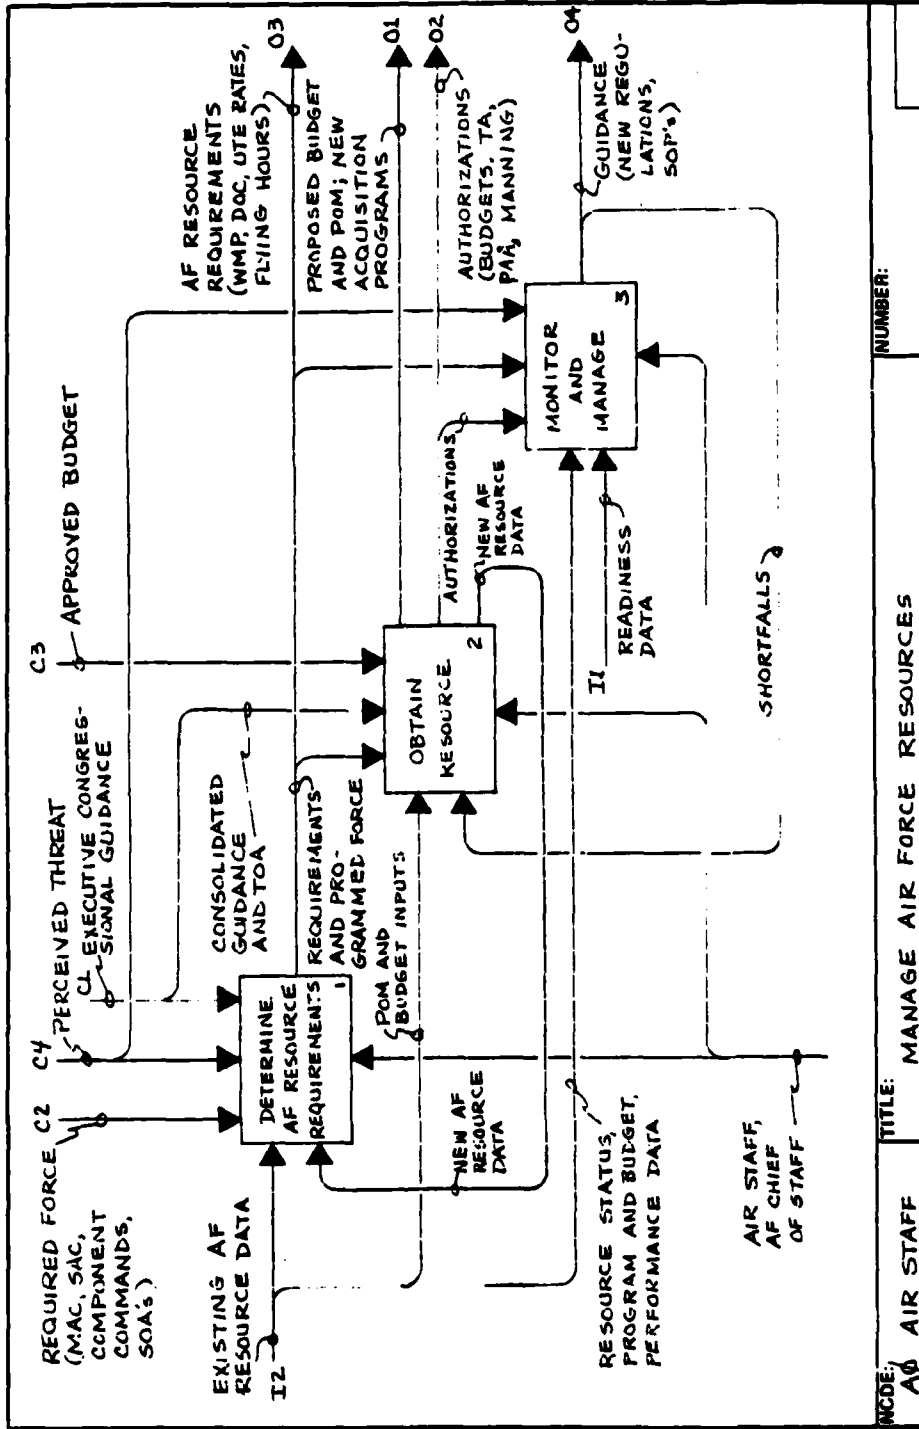 C2
REQUIRED FORCE
(MAC, SAC,
COMPONENT
COMMANDS,
SOA's)
C4
PERCEIVED THREAT
C1
EXECUTIVE CONGRES-
SIONAL GUIDANCE
C3
APPROVED BUDGET
EXISTING AF
RESOURCE DATA
I2
DETERMINE
AF RESOURCE
REQUIREMENTS
1
CONSOLIDATED
GUIDANCE
AND TOA
REQUIREMENTS
AND PRO-
GRAMMED FORCE
POM AND
BUDGET INPUTS
NEW AF
RESOURCE
DATA
OBTAIN
RESOURCE
2
AUTHORIZATIONS
NEW AF
RESOURCE
DATA
I1
READINESS
DATA
MONITOR
AND
MANAGE
3
AF RESOURCE
REQUIREMENTS
(WMP, DOC, UTE RATES,
FLYING HOURS)
O3
PROPOSED BUDGET
AND POM; NEW
ACQUISITION
PROGRAMS
O1
AUTHORIZATIONS
(BUDGETS, TA,
PAA, MANNING)
O2
GUIDANCE
(NEW REGU-
LATIONS,
SOP's)
O4
SHORTFALLS
RESOURCE STATUS,
PROGRAM AND BUDGET,
PERFORMANCE DATA
AIR STAFF,
AF CHIEF
OF STAFF
NODE:
A0 AIR STAFF
TITLE:
MANAGE AIR FORCE RESOURCES
NUMBER: